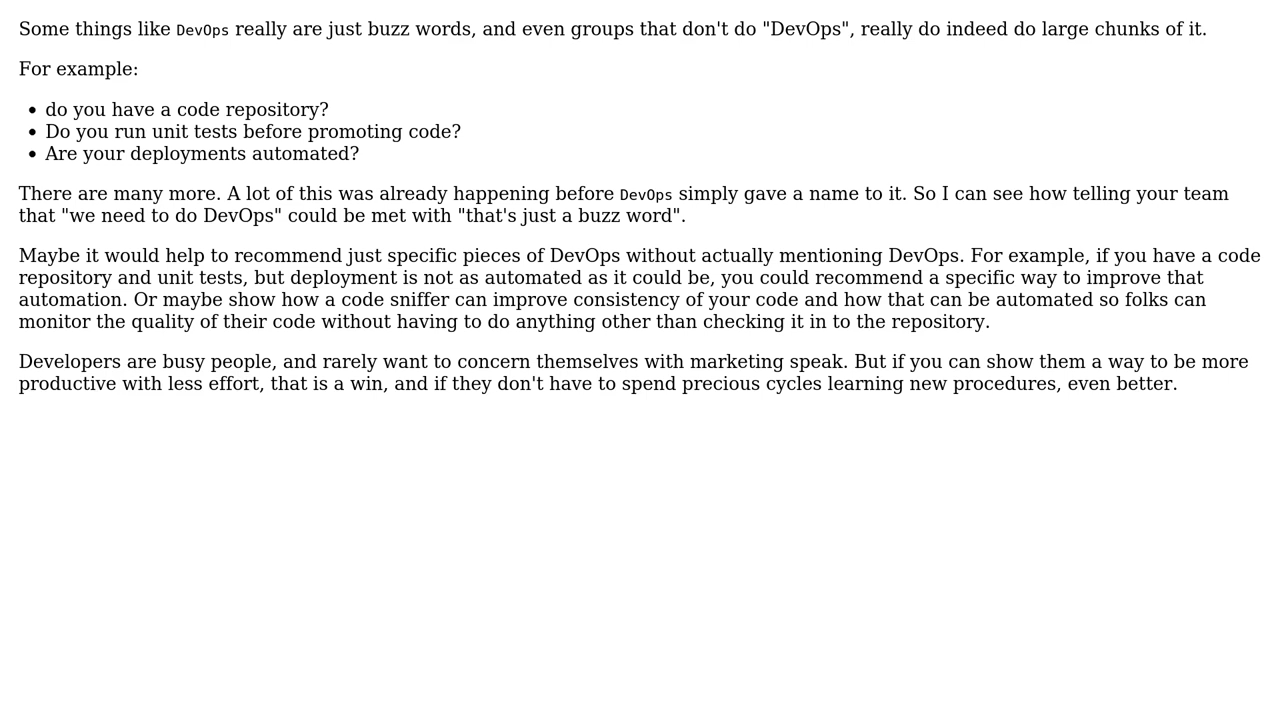 Some things like DevOps really are just buzz words, and even groups that don't do "DevOps", really do indeed do large chunks of it.
For example:
• do you have a code repository?
• Do you run unit tests before promoting code?
• Are your deployments automated?
There are many more. A lot of this was already happening before DevOps simply gave a name to it. So I can see how telling your team
that "we need to do DevOps" could be met with "that's just a buzz word".
Maybe it would help to recommend just specific pieces of DevOps without actually mentioning DevOps. For example, if you have a code
repository and unit tests, but deployment is not as automated as it could be, you could recommend a specific way to improve that
automation. Or maybe show how a code sniffer can improve consistency of your code and how that can be automated so folks can
monitor the quality of their code without having to do anything other than checking it in to the repository.
Developers are busy people, and rarely want to concern themselves with marketing speak. But if you can show them a way to be more
productive with less effort, that is a win, and if they don't have to spend precious cycles learning new procedures, even better.